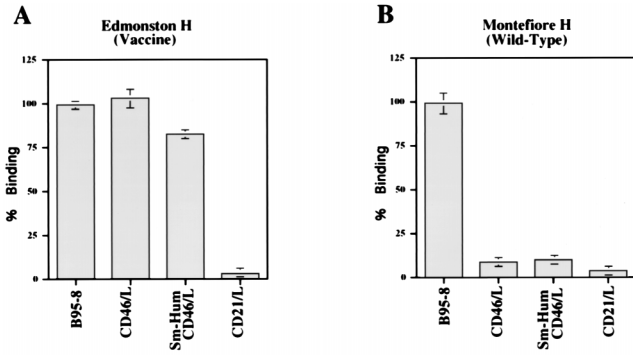 A
Edmonston H
(Vaccine)
% Binding
125
100
75
50
25
0
B95-8
CD46/L
Sm-Hum
CD46/L
CD21/L
B
Montefiore H
(Wild-Type)
% Binding
125
100
75
50
25
0
B95-8
CD46/L
Sm-Hum
CD46/L
CD21/L